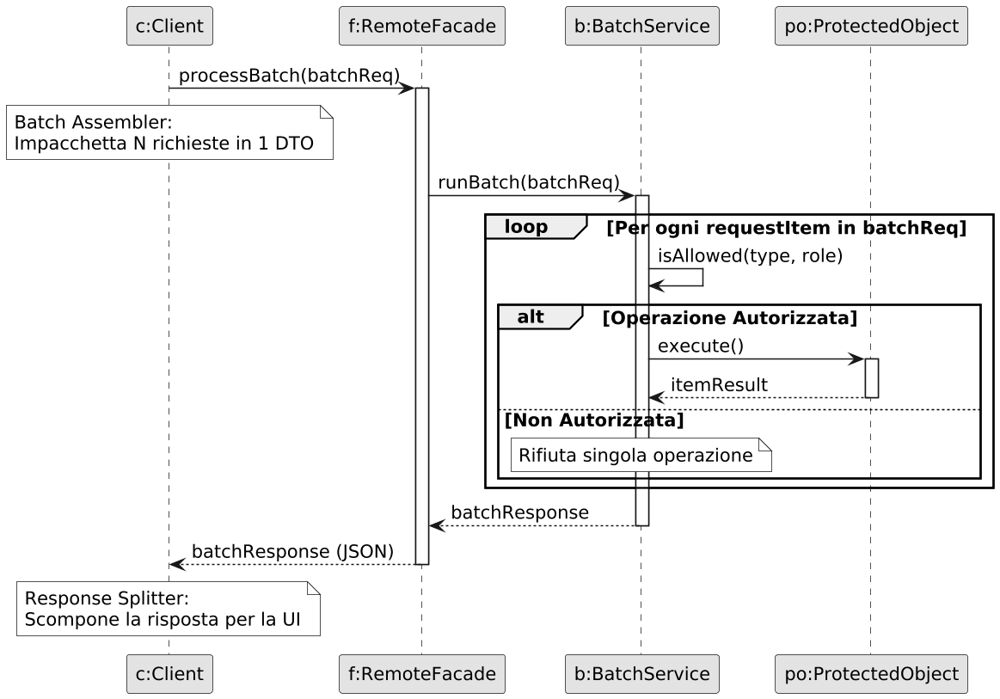 c:Client
f:RemoteFacade
b:BatchService
po:ProtectedObject
processBatch(batchReq)
Batch Assembler:
Impacchetta N richieste in 1 DTO
runBatch(batchReq)
loop
[Per ogni requestItem in batchReq]
isAllowed(type, role)
alt
[Operazione Autorizzata]
execute()
itemResult
[Non Autorizzata]
Rifiuta singola operazione
batchResponse
batchResponse (JSON)
Response Splitter:
Scompone la risposta per la UI
c:Client
f:RemoteFacade
b:BatchService
po:ProtectedObject